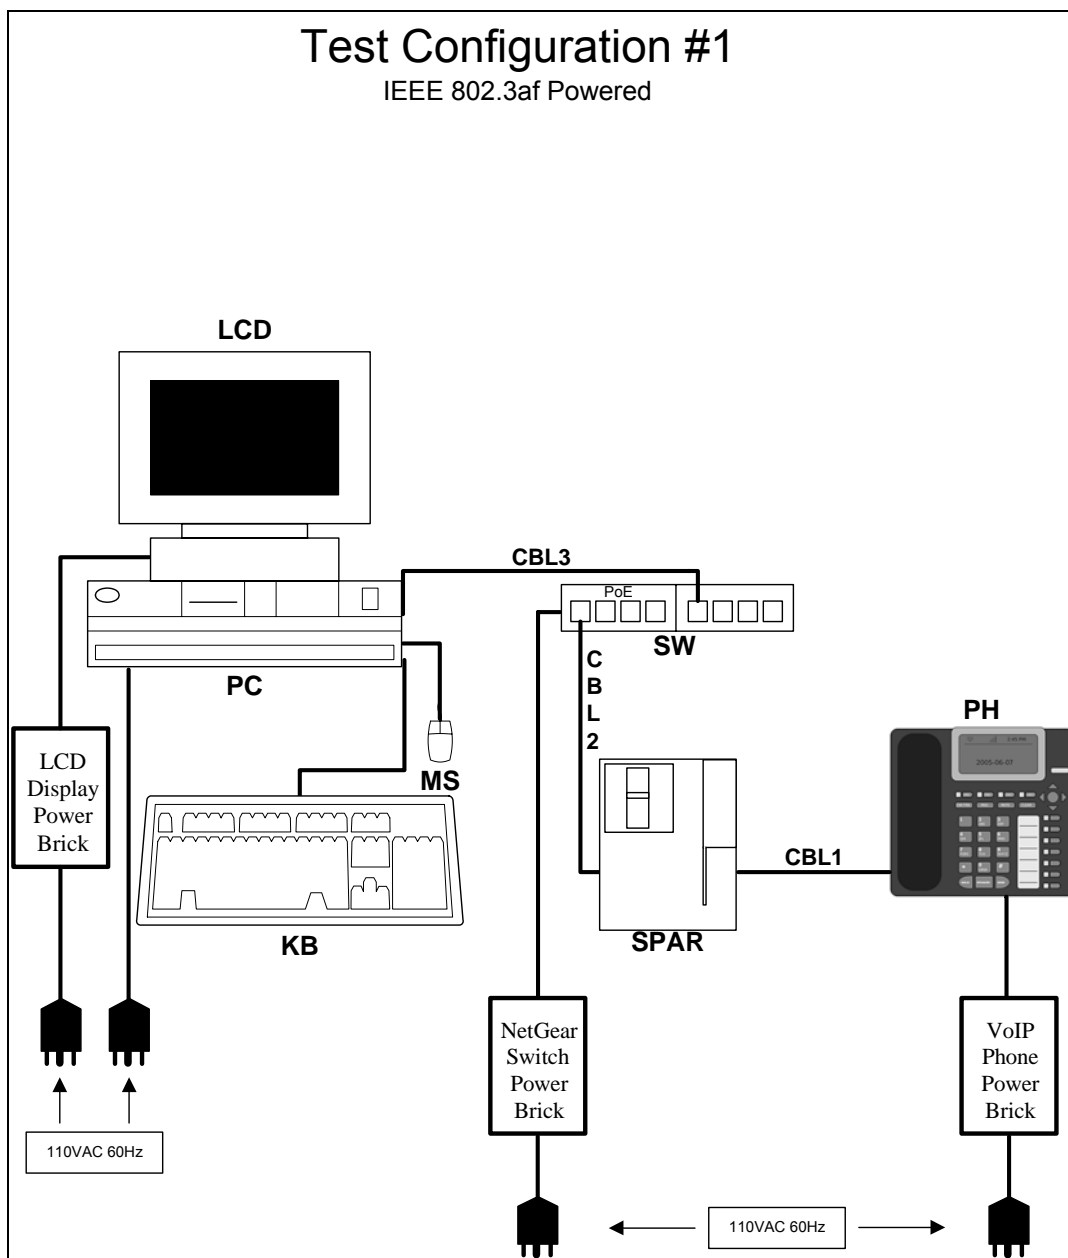 Test Configuration #1
IEEE 802.3af Powered
LCD
CBL3
PoE
SW
PC
CBL2
PH
2005-06-07
LCD
Display
Power
Brick
MS
CBL1
KB
SPAR
NetGear
Switch
Power
Brick
VoIP
Phone
Power
Brick
110VAC 60Hz
110VAC 60Hz